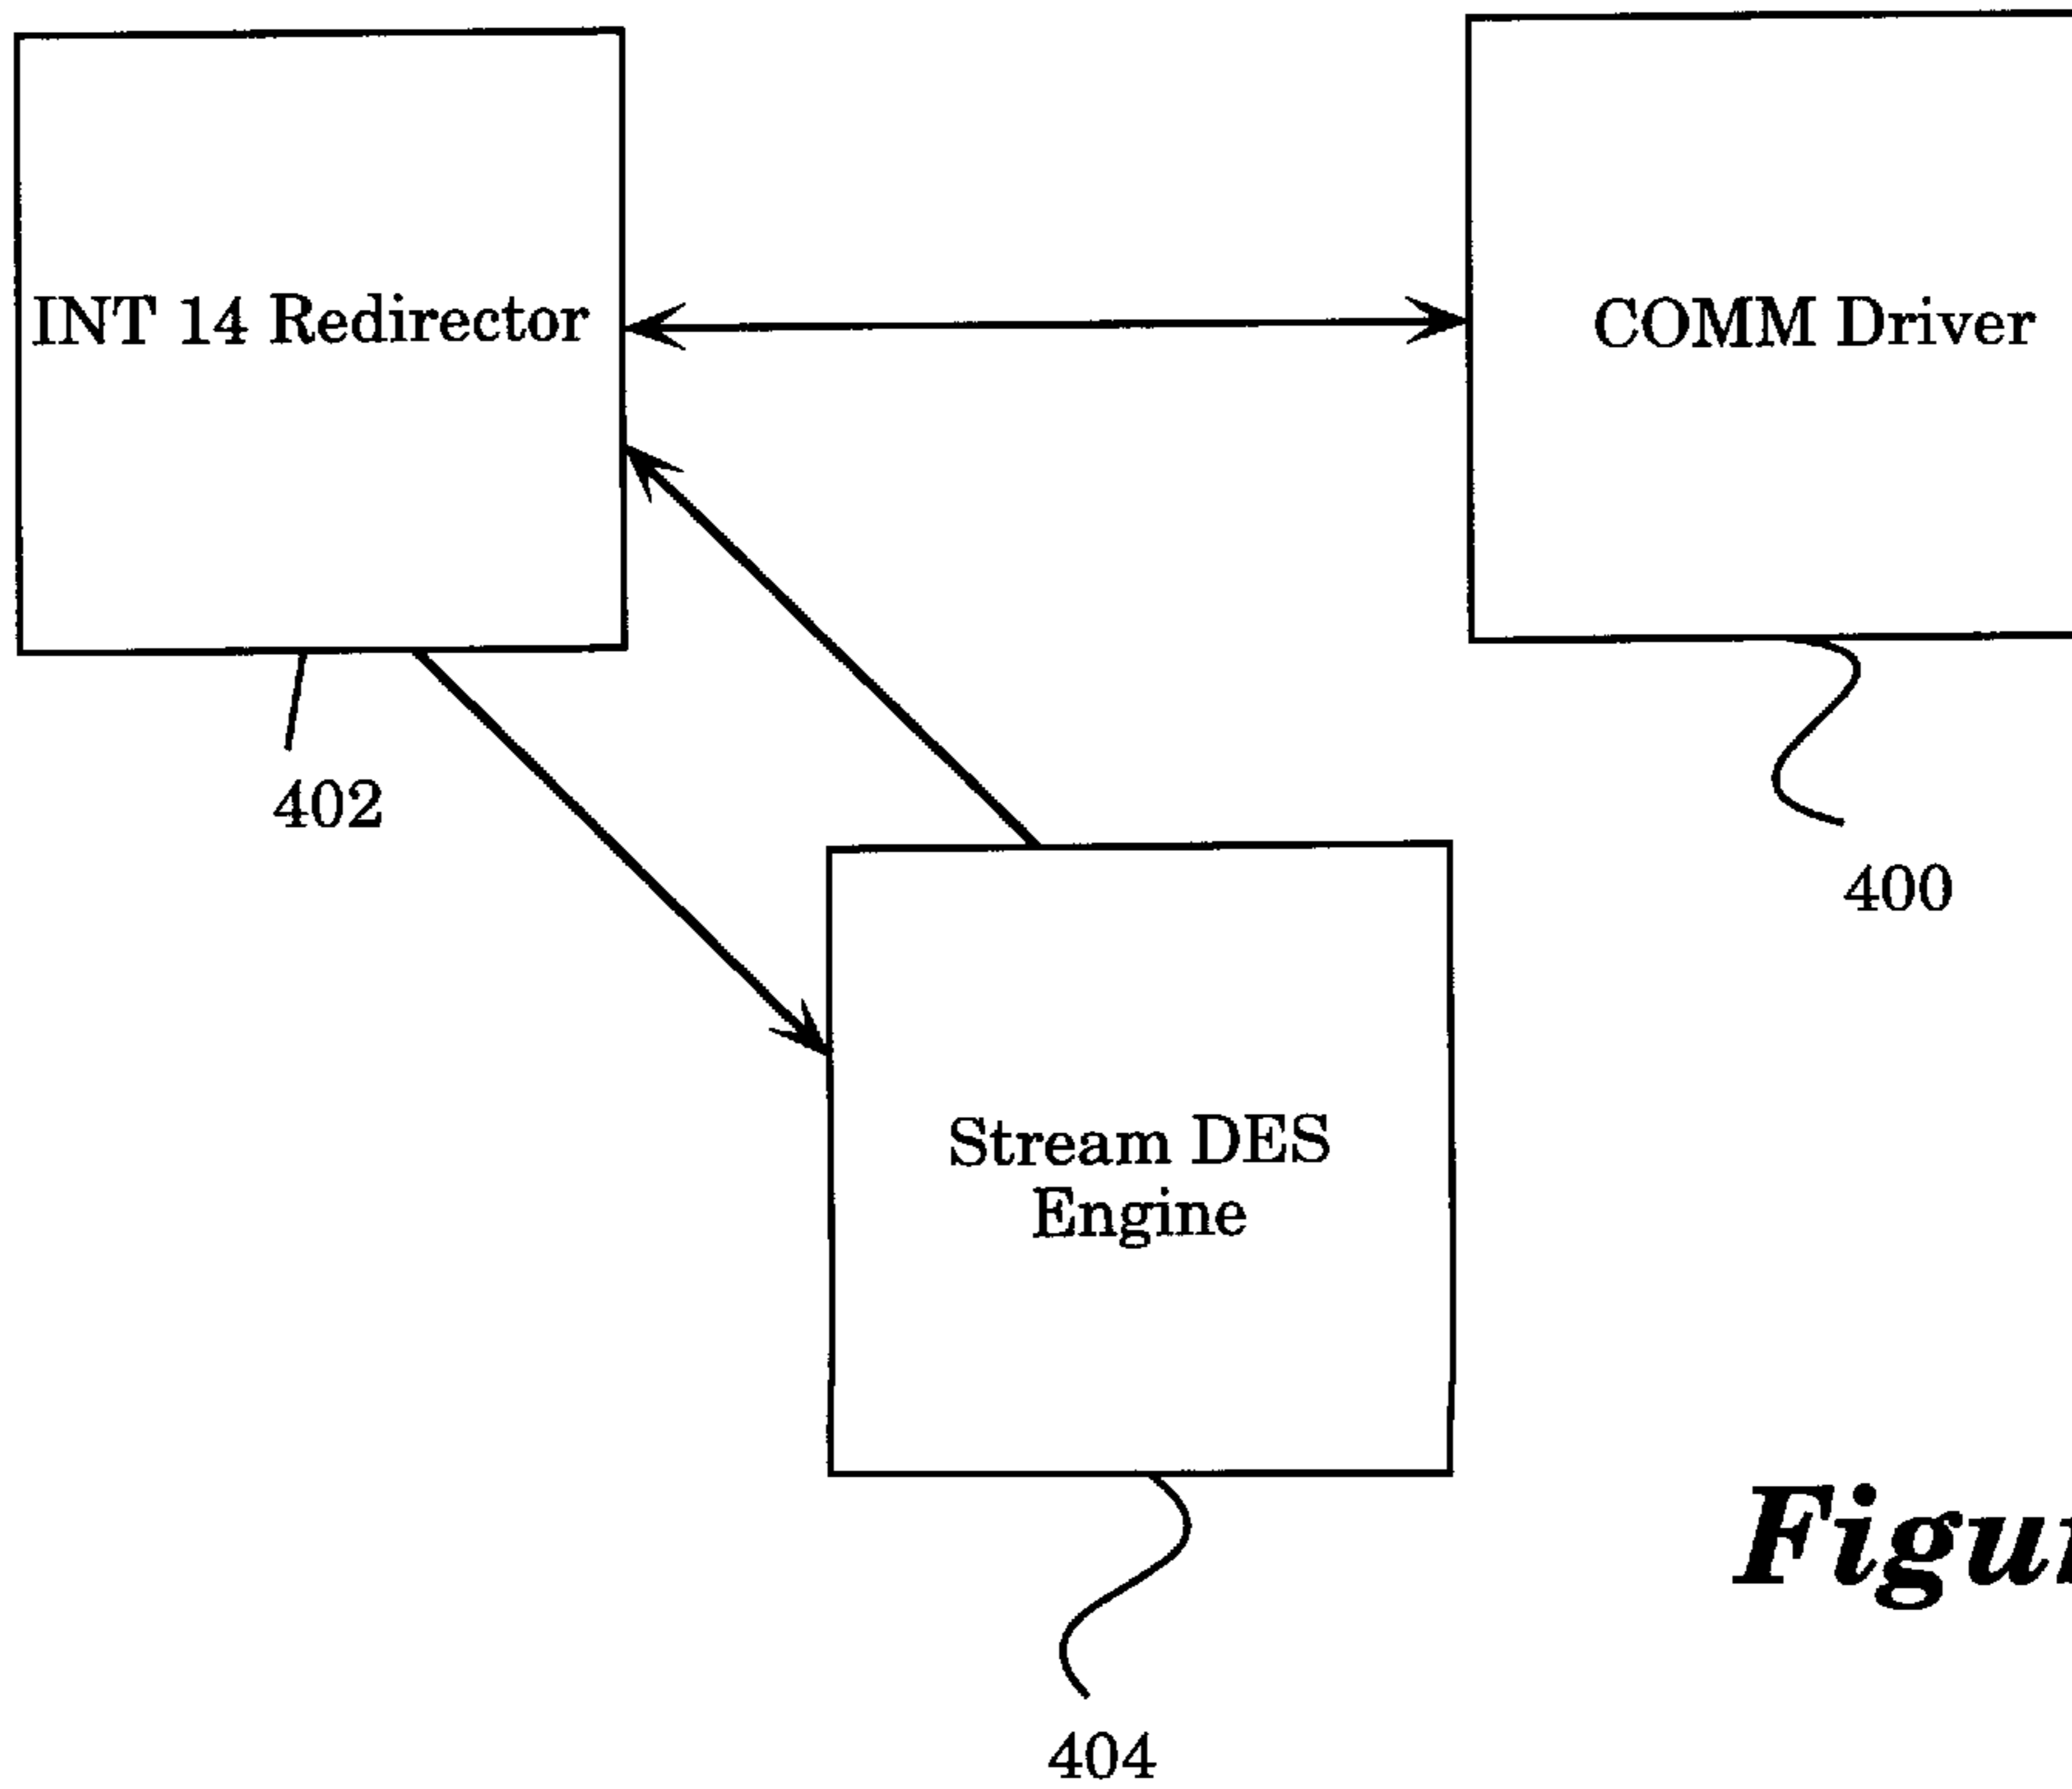 INT 14 Redirector
COMM Driver
402
400
Stream DES
Engine
404